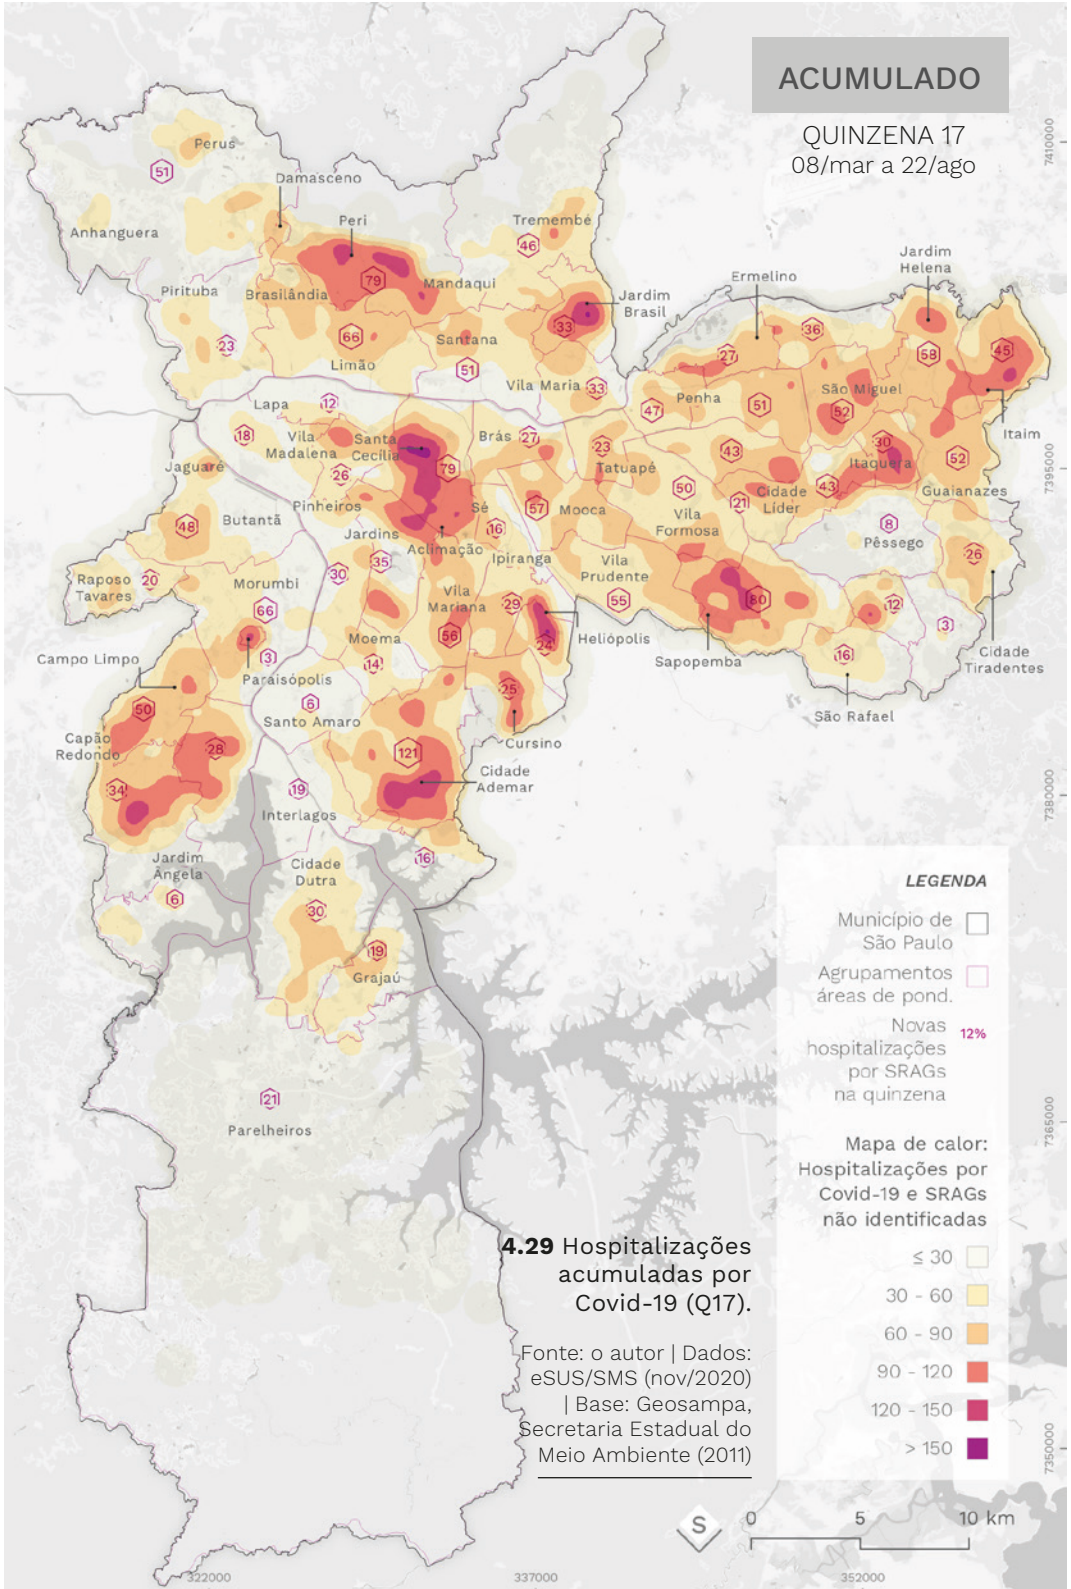 ACUMULADO
QUINZENA 17
08/mar a 22/ago
7410000
Perus
51
Damasceno
Anhanguera
Peri
Tremembé
46
Jardim
Helena
Ermelino
79
Pirituba
Brasilândia
Mandaqui
Jardim
Brasil
33
36
45
23
66
Santana
27
58
Limão
51
Vila Maria
33
Penha
São Miguel
Lapa
12
47
51
52
Itaim
18
Vila
Madalena
Santa
Cecília
Brás
27
23
30
7395000
Jaguaré
26
79
Tatuapé
43
Itaquera
52
Pinheiros
Sé
57
Mooca
50
21
Cidade
Líder
43
Guaianazes
48
Butantã
Jardins
Aclimação
16
Vila
Formosa
8
Pêssego
Raposo
Tavares
20
Morumbi
30
35
Ipiranga
Vila
Prudente
26
66
Vila
Mariana
29
55
80
12
3
Moema
56
24
Heliópolis
Campo Limpo
3
14
Sapopemba
16
Cidade
Tiradentes
Paraisópolis
25
50
6
Santo Amaro
São Rafael
Capão
Redondo
28
121
Cursino
34
19
Cidade
Ademar
7380000
Interlagos
Jardim
Ângela
Cidade
Dutra
16
6
30
19
Grajaú
21
Parelheiros
LEGENDA
Município de
São Paulo
Agrupamentos
áreas de pond.
Novas
hospitalizações
por SRAGs
na quinzena
12%
7365000
Mapa de calor:
Hospitalizações por
Covid-19 e SRAGs
não identificadas
≤ 30
30 - 60
60 - 90
90 - 120
120 - 150
> 150
7350000
4.29 Hospitalizações
acumuladas por
Covid-19 (Q17).
Fonte: o autor | Dados:
eSUS/SMS (nov/2020)
| Base: Geosampa,
Secretaria Estadual do
Meio Ambiente (2011)
S
0 5 10 km
322000
337000
352000